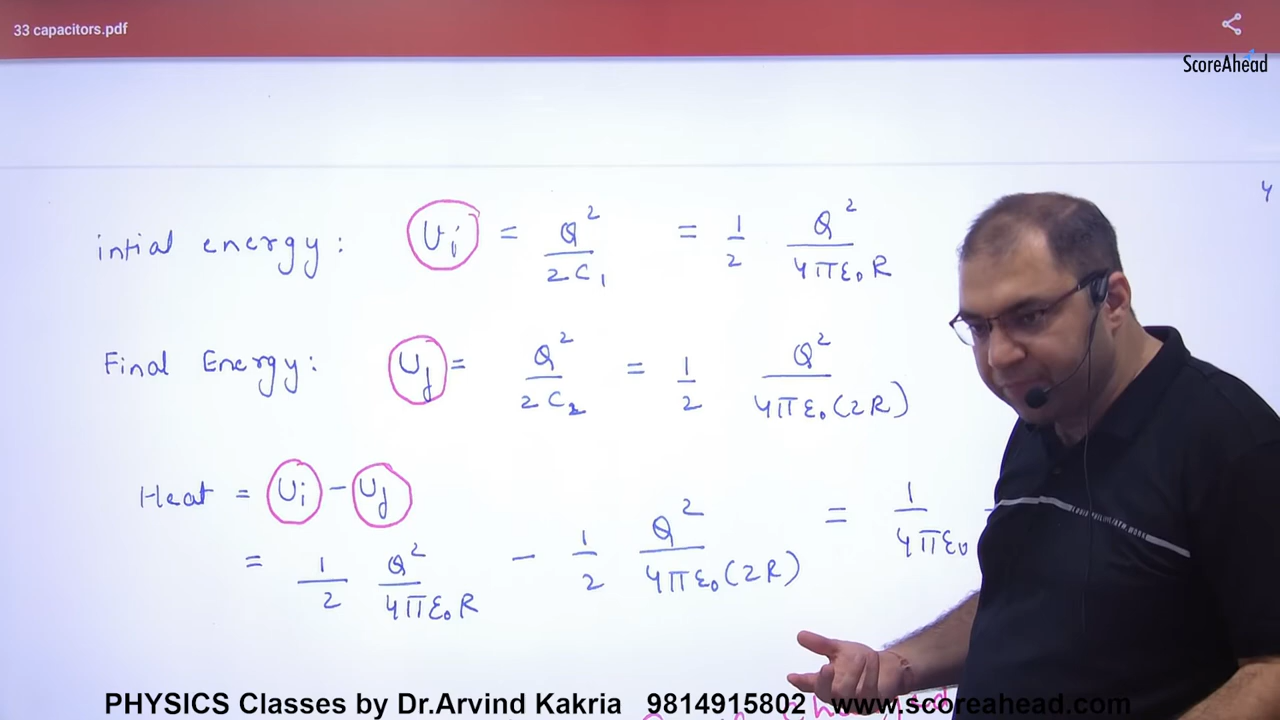 33 capacitors.pdf
ScoreAhead
4
intial energy: Ui = Q²/2C₁ = 1/2 Q²/4πε₀R
Final Energy: Uf = Q²/2C₂ = 1/2 Q²/4πε₀(2R)
Heat = Ui - Uf
= 1/2 Q²/4πε₀R - 1/2 Q²/4πε₀(2R) = 1/4πε₀
PHYSICS Classes by Dr.Arvind Kakria 9814915802 www.scoreahead.com